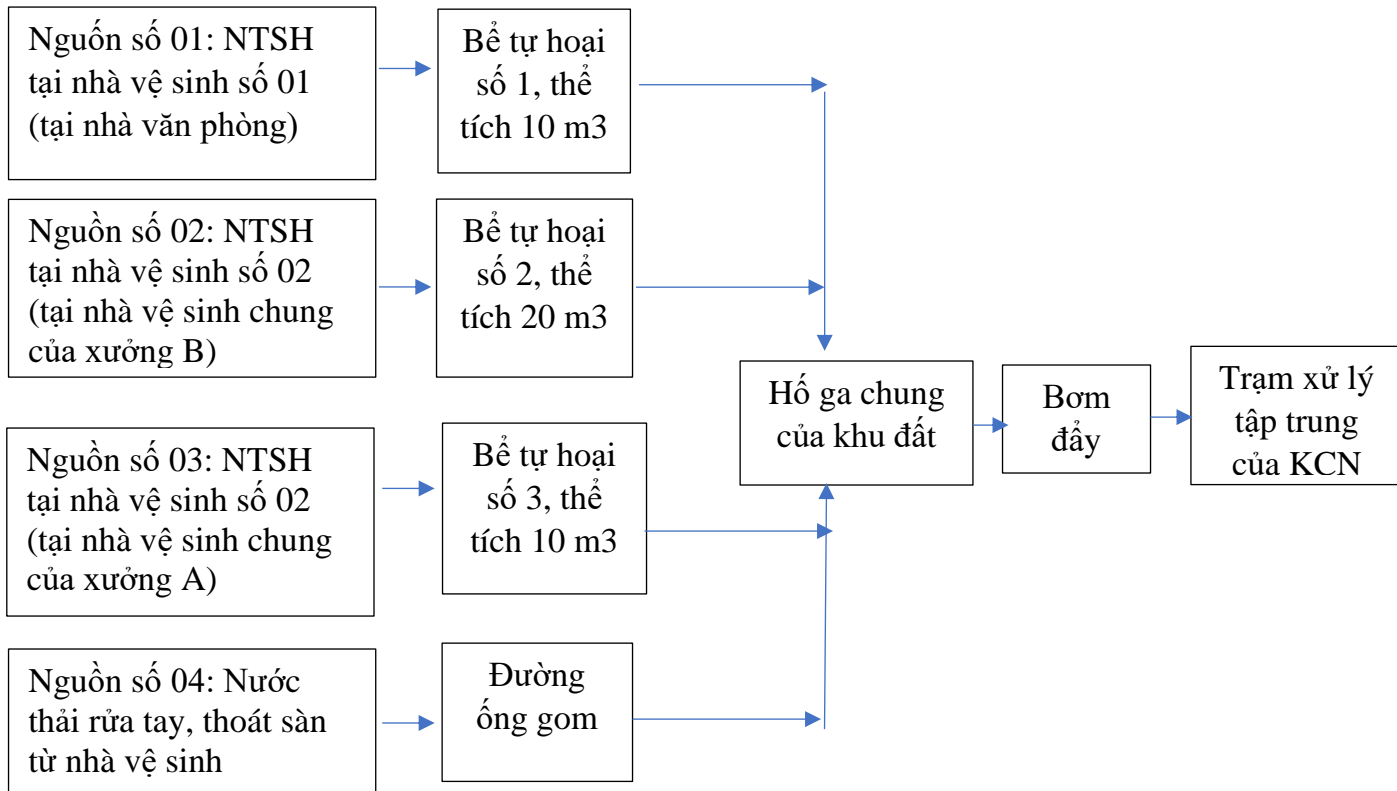 Nguốn số 01: NTSH
tại nhà vệ sinh số 01
(tại nhà văn phòng)
Bể tự hoại
số 1, thể
tích 10 m3
Nguồn số 02: NTSH
tại nhà vệ sinh số 02
(tại nhà vệ sinh chung
của xưởng B)
Bể tự hoại
số 2, thể
tích 20 m3
Nguồn số 03: NTSH
tại nhà vệ sinh số 02
(tại nhà vệ sinh chung
của xưởng A)
Bể tự hoại
số 3, thể
tích 10 m3
Nguồn số 04: Nước
thải rửa tay, thoát sàn
từ nhà vệ sinh
Đường
ống gom
Hố ga chung
của khu đất
Bơm
đẩy
Trạm xử lý
tập trung
của KCN